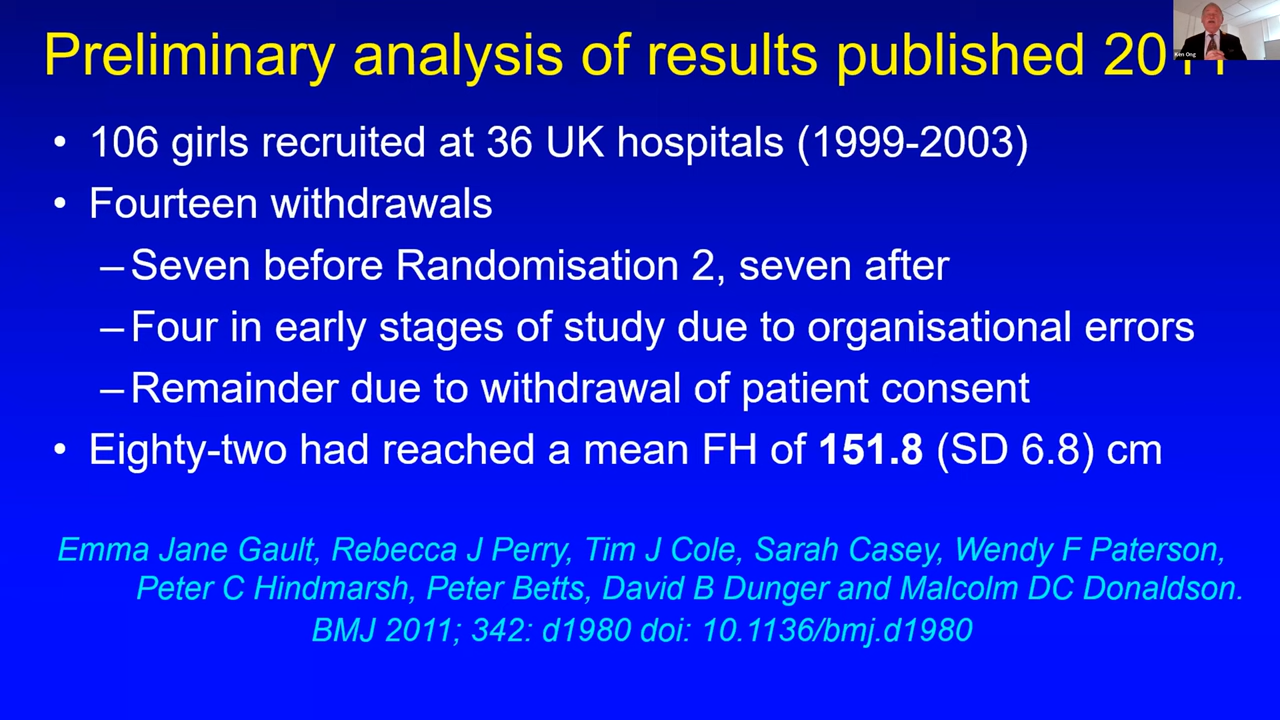 Preliminary analysis of results published 2011
Ken Ong
• 106 girls recruited at 36 UK hospitals (1999-2003)
• Fourteen withdrawals
– Seven before Randomisation 2, seven after
– Four in early stages of study due to organisational errors
– Remainder due to withdrawal of patient consent
• Eighty-two had reached a mean FH of 151.8 (SD 6.8) cm
Emma Jane Gault, Rebecca J Perry, Tim J Cole, Sarah Casey, Wendy F Paterson,
Peter C Hindmarsh, Peter Betts, David B Dunger and Malcolm DC Donaldson.
BMJ 2011; 342: d1980 doi: 10.1136/bmj.d1980